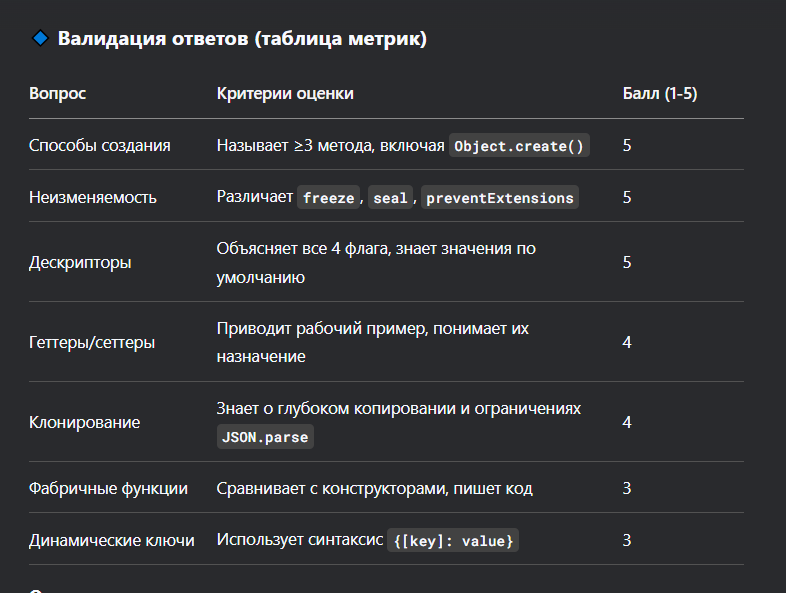 Валидация ответов (таблица метрик)
Вопрос Критерии оценки Балл (1-5)
Способы создания Называет ≥3 метода, включая Object.create() 5
Неизменяемость Различает freeze, seal, preventExtensions 5
Дескрипторы Объясняет все 4 флага, знает значения по умолчанию 5
Геттеры/сеттеры Приводит рабочий пример, понимает их назначение 4
Клонирование Знает о глубоком копировании и ограничениях JSON.parse 4
Фабричные функции Сравнивает с конструкторами, пишет код 3
Динамические ключи Использует синтаксис {[key]: value} 3